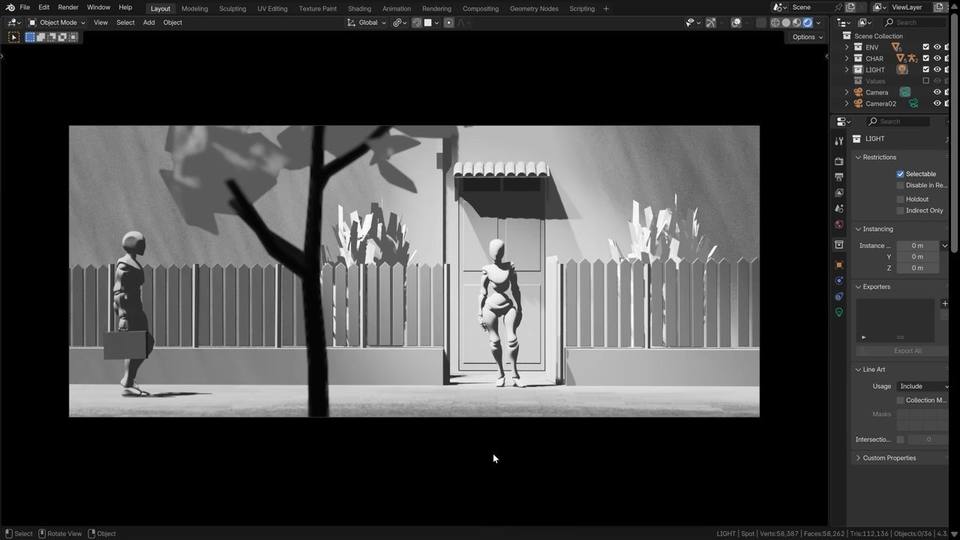 File Edit Render Window Help Layout Modeling Sculpting UV Editing Texture Paint Shading Animation Rendering Compositing Geometry Nodes Scripting + Scene ViewLayer
Object Mode View Select Add Object Global
Options
Search
Scene Collection
ENV
CHAR
LIGHT
Values
Camera
Camera02
Search
LIGHT
Restrictions
Selectable
Disable in Re...
Holdout
Indirect Only
Instancing
Instance ... 0 m
Y 0 m
Z 0 m
Exporters
Export All
Line Art
Usage Include
Collection M...
Masks
Intersectio... 0
Custom Properties
Select Rotate View Object LIGHT | Spot | Verts:58,387 | Faces:58,262 | Tris:112,136 | Objects:0/36 | 4.3